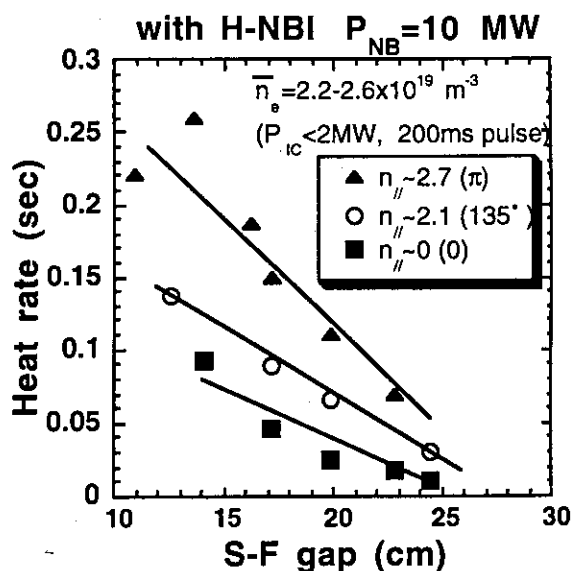 with H-NBI P_NB=10 MW
0.3
0.25
0.2
0.15
0.1
0.05
0
Heat rate (sec)
n̅_e=2.2-2.6x10^19 m^-3
(P_IC<2MW, 200ms pulse)
▲ n_//~2.7 (π)
○ n_//~2.1 (135°)
■ n_//~0 (0)
10 15 20 25 30
S-F gap (cm)